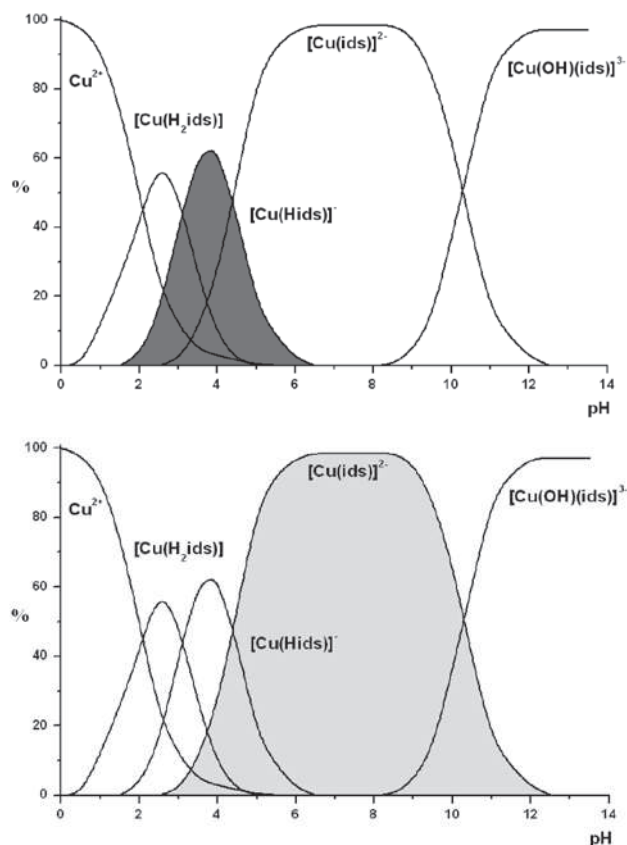 100
[Cu(ids)]²⁻
Cu²⁺
[Cu(OH)(ids)]³⁻
80
[Cu(H₂ids)]
60
%
[Cu(Hids)]⁻
40
20
0
0 2 4 6 8 10 12 14
pH
100
[Cu(ids)]²⁻
Cu²⁺
[Cu(OH)(ids)]³⁻
80
[Cu(H₂ids)]
60
%
[Cu(Hids)]⁻
40
20
0
0 2 4 6 8 10 12 14
pH